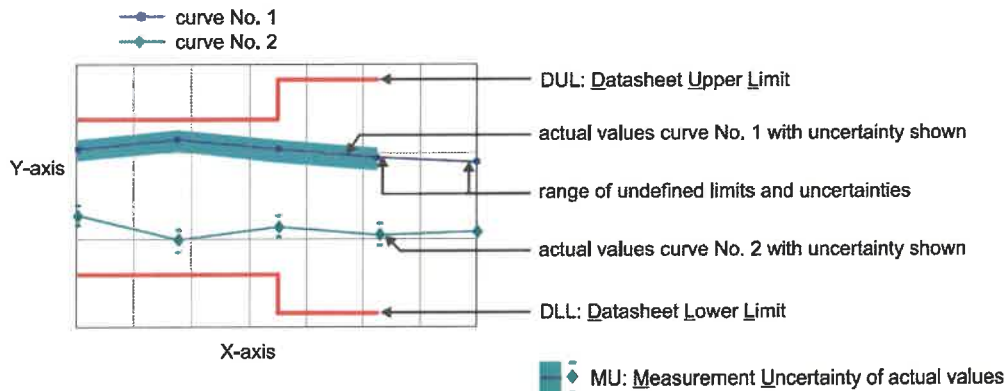 curve No. 1
curve No. 2
DUL: Datasheet Upper Limit
actual values curve No. 1 with uncertainty shown
Y-axis
range of undefined limits and uncertainties
actual values curve No. 2 with uncertainty shown
DLL: Datasheet Lower Limit
X-axis
MU: Measurement Uncertainty of actual values